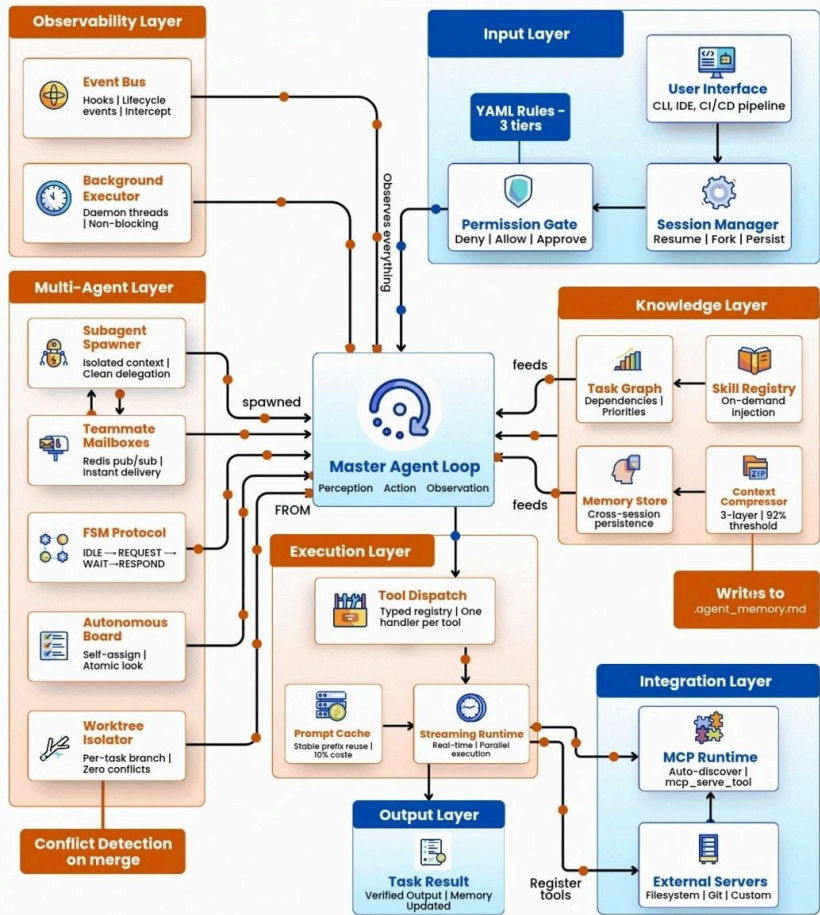 Observability Layer
Event Bus
Hooks | Lifecycle
events | Intercept
Background
Executor
Daemon threads
| Non-blocking
Observes everything
Input Layer
User Interface
CLI, IDE, CI/CD pipeline
YAML Rules –
3 tiers
Permission Gate
Deny | Allow | Approve
Session Manager
Resume | Fork | Persist
Multi-Agent Layer
Subagent
Spawner
Isolated context |
Clean delegation
spawned
Teammate
Mailboxes
Redis pub/sub |
Instant delivery
FSM Protocol
IDLE → REQUEST →
WAIT→RESPOND
Autonomous
Board
Self-assign |
Atomic look
Worktree
Isolator
Per-task branch |
Zero conflicts
Conflict Detection
on merge
FROM
Master Agent Loop
Perception Action Observation
Knowledge Layer
feeds
Task Graph
Dependencies |
Priorities
Skill Registry
On-demand
injection
feeds
Memory Store
Cross-session
persistence
ZIP
Context
Compressor
3-layer | 92%
threshold
Writes to
.agent_memory.md
Execution Layer
Tool Dispatch
Typed registry | One
handler per tool
Prompt Cache
Stable prefix reuse |
10% coste
Streaming Runtime
Real-time | Parallel
execution
Output Layer
Task Result
Verified Output | Memory
Updated
Integration Layer
MCP Runtime
Auto-discover |
mcp_serve_tool
External Servers
Filesystem | Git | Custom
Register
tools